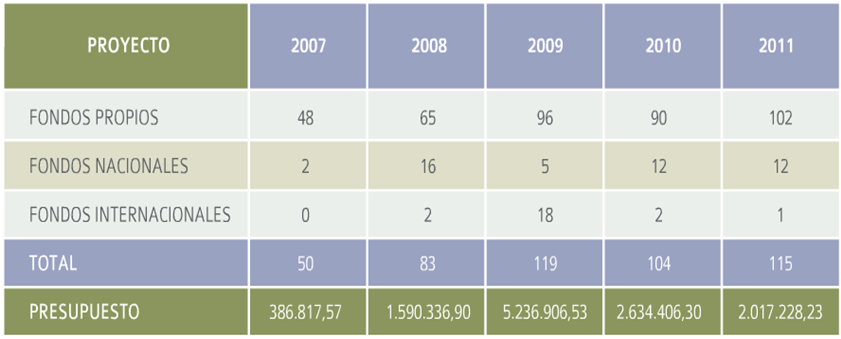 PROYECTO 2007 2008 2009 2010 2011
FONDOS PROPIOS 48 65 96 90 102
FONDOS NACIONALES 2 16 5 12 12
FONDOS INTERNACIONALES 0 2 18 2 1
TOTAL 50 83 119 104 115
PRESUPUESTO 386.817,57 1.590.336,90 5.236.906,53 2.634.406,30 2.017.228,23